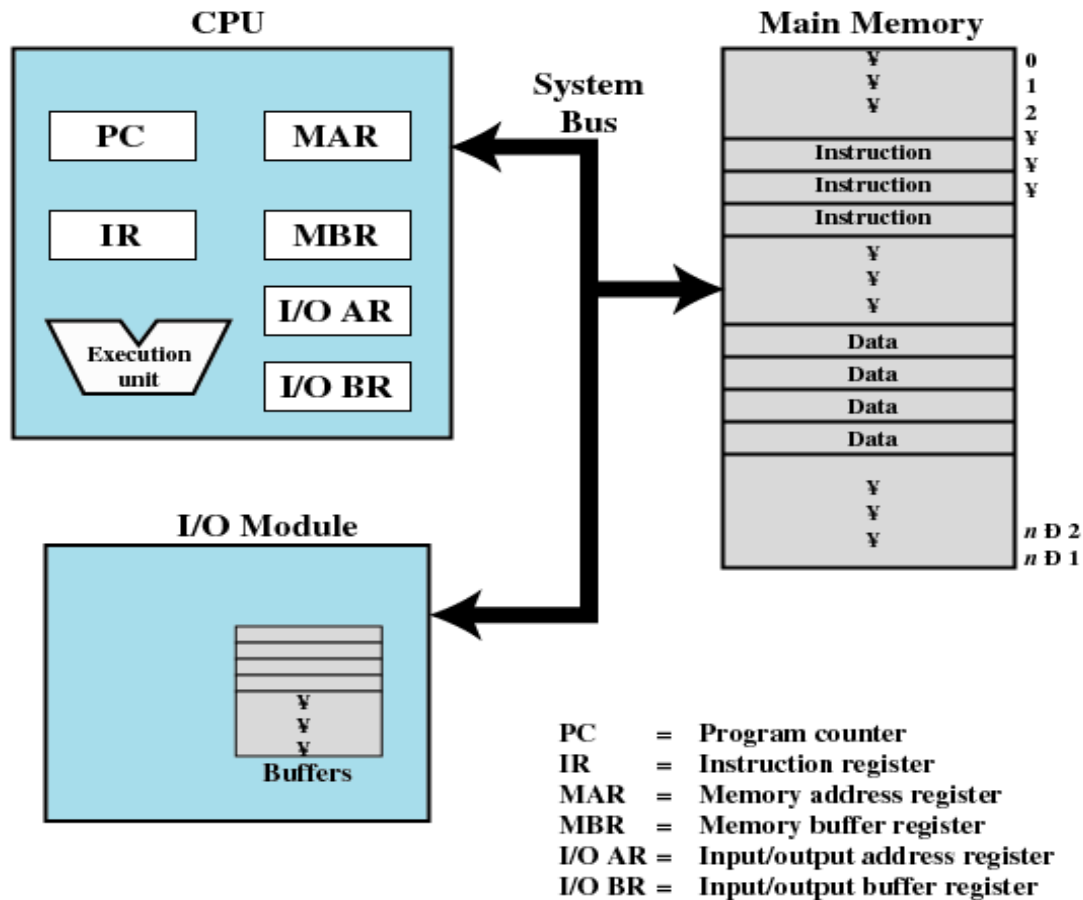 CPU
PC
MAR
IR
MBR
I/O AR
I/O BR
Execution
unit
System
Bus
Main Memory
¥
¥
¥
Instruction
Instruction
Instruction
¥
¥
¥
Data
Data
Data
Data
¥
¥
¥
0
1
2
¥
¥
¥
n Ð 2
n Ð 1
I/O Module
¥
¥
¥
Buffers
PC = Program counter
IR = Instruction register
MAR = Memory address register
MBR = Memory buffer register
I/O AR = Input/output address register
I/O BR = Input/output buffer register